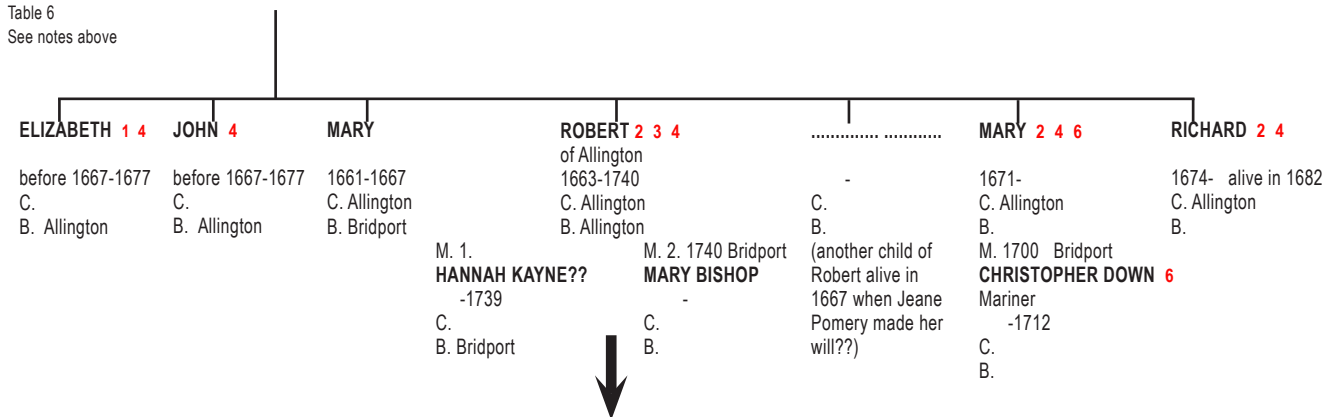 Table 6
See notes above
ELIZABETH 1 4
before 1667-1677
C.
B. Allington
JOHN 4
before 1667-1677
C.
B. Allington
MARY
1661-1667
C. Allington
B. Bridport
ROBERT 2 3 4
of Allington
1663-1740
C. Allington
B. Allington
M. 1.
HANNAH KAYNE??
-1739
C.
B. Bridport
M. 2. 1740 Bridport
MARY BISHOP
-
C.
B.
.............. ............
-
C.
B.
(another child of
Robert alive in
1667 when Jeane
Pomery made her
will??)
MARY 2 4 6
1671-
C. Allington
B.
M. 1700 Bridport
CHRISTOPHER DOWN 6
Mariner
-1712
C.
B.
RICHARD 2 4
1674- alive in 1682
C. Allington
B.